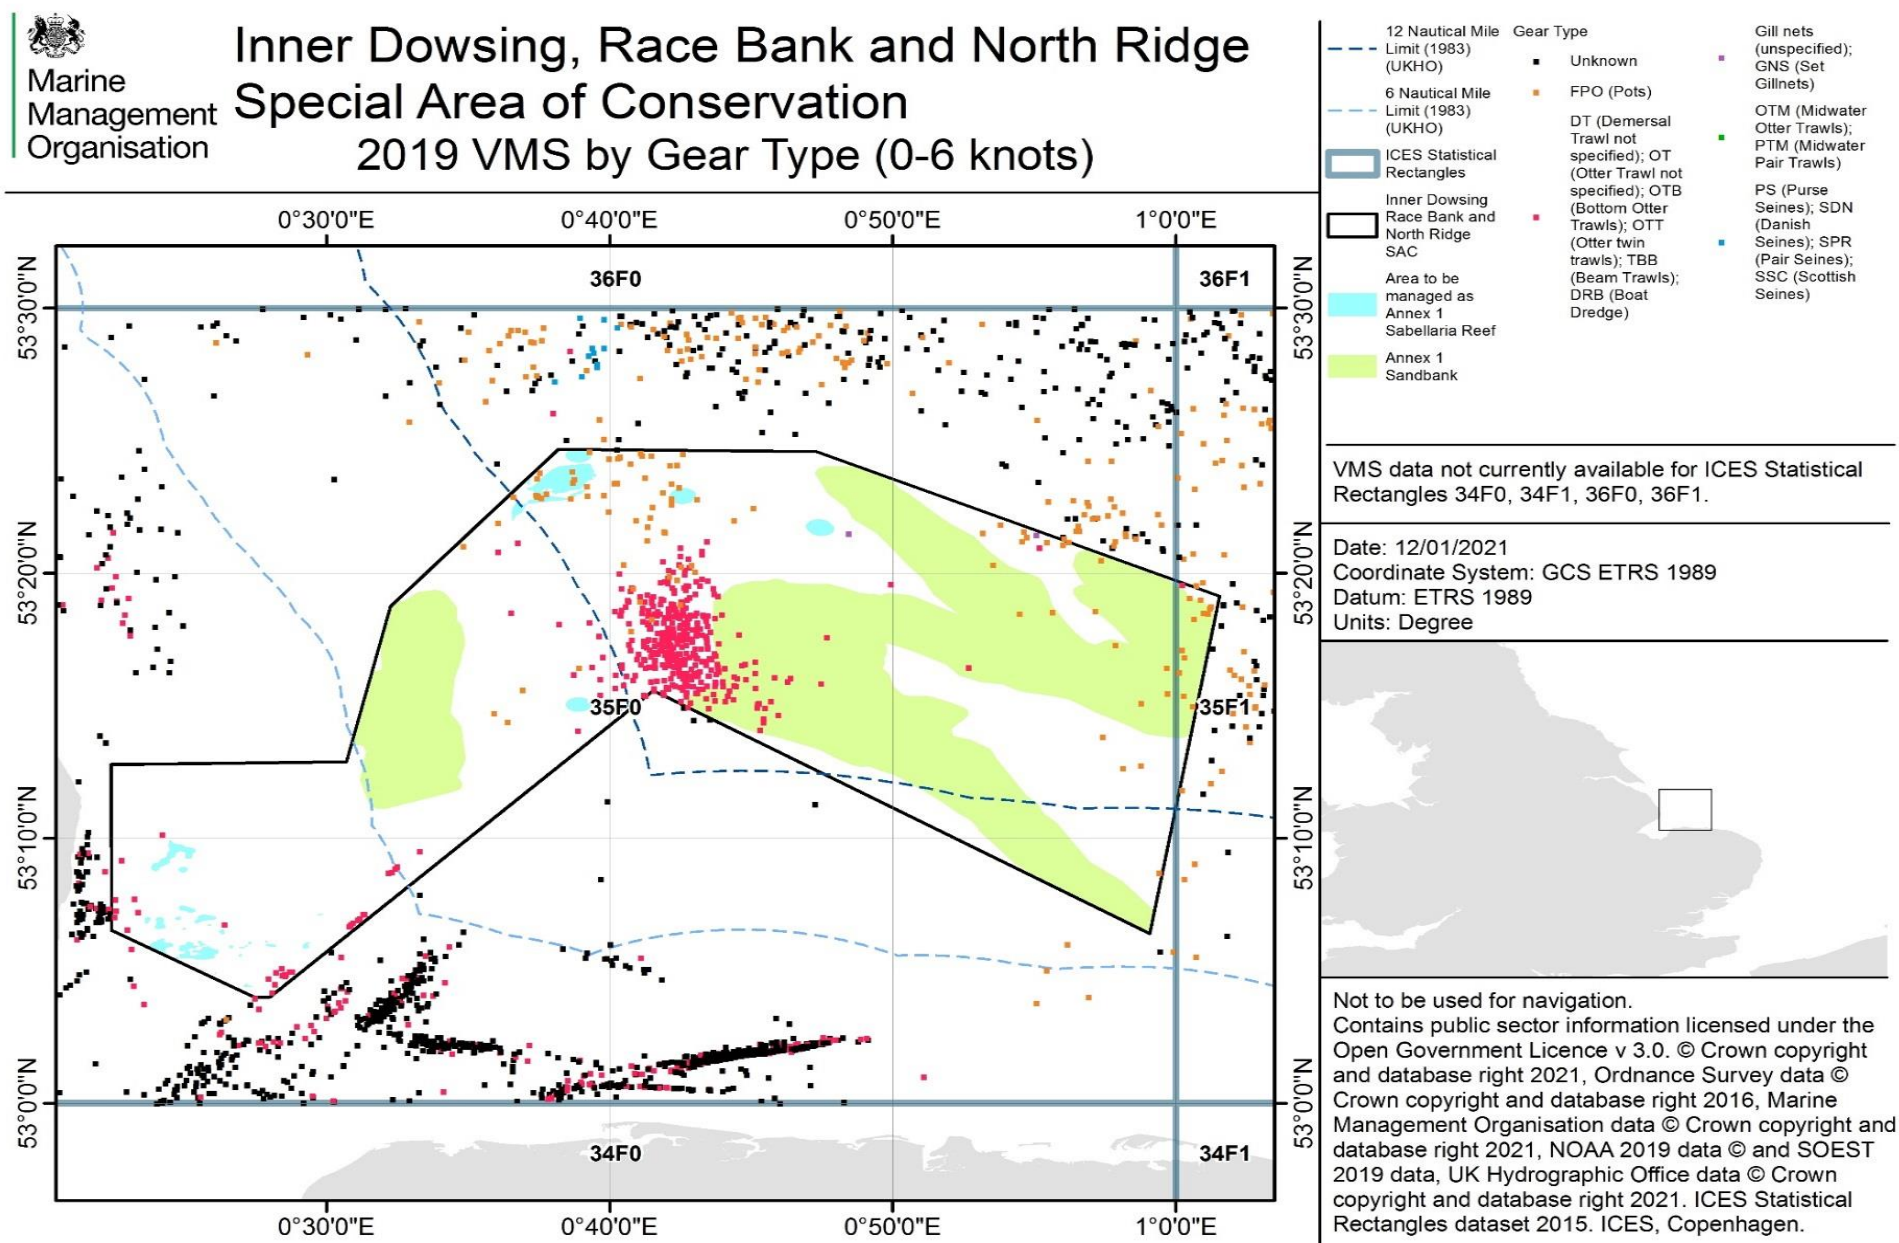 Marine
Management
Organisation
Inner Dowsing, Race Bank and North Ridge
Special Area of Conservation
2019 VMS by Gear Type (0-6 knots)
0°30'0"E
0°40'0"E
0°50'0"E
1°0'0"E
36F0
36F1
53°30'0"N
53°30'0"N
53°20'0"N
53°20'0"N
35F0
35F1
53°10'0"N
53°10'0"N
53°0'0"N
53°0'0"N
34F0
34F1
0°30'0"E
0°40'0"E
0°50'0"E
1°0'0"E
12 Nautical Mile
Limit (1983)
(UKHO)
6 Nautical Mile
Limit (1983)
(UKHO)
ICES Statistical
Rectangles
Inner Dowsing
Race Bank and
North Ridge
SAC
Area to be
managed as
Annex 1
Sabellaria Reef
Annex 1
Sandbank
Gear Type
Unknown
FPO (Pots)
DT (Demersal
Trawl not
specified); OT
(Otter Trawl not
specified); OTB
(Bottom Otter
Trawls); OTT
(Otter twin
trawls); TBB
(Beam Trawls);
DRB (Boat
Dredge)
Gill nets
(unspecified);
GNS (Set
Gillnets)
OTM (Midwater
Otter Trawls);
PTM (Midwater
Pair Trawls)
PS (Purse
Seines); SDN
(Danish
Seines); SPR
(Pair Seines);
SSC (Scottish
Seines)
VMS data not currently available for ICES Statistical
Rectangles 34F0, 34F1, 36F0, 36F1.
Date: 12/01/2021
Coordinate System: GCS ETRS 1989
Datum: ETRS 1989
Units: Degree
Not to be used for navigation.
Contains public sector information licensed under the
Open Government Licence v 3.0. © Crown copyright
and database right 2021, Ordnance Survey data ©
Crown copyright and database right 2016, Marine
Management Organisation data © Crown copyright and
database right 2021, NOAA 2019 data © and SOEST
2019 data, UK Hydrographic Office data © Crown
copyright and database right 2021. ICES Statistical
Rectangles dataset 2015. ICES, Copenhagen.